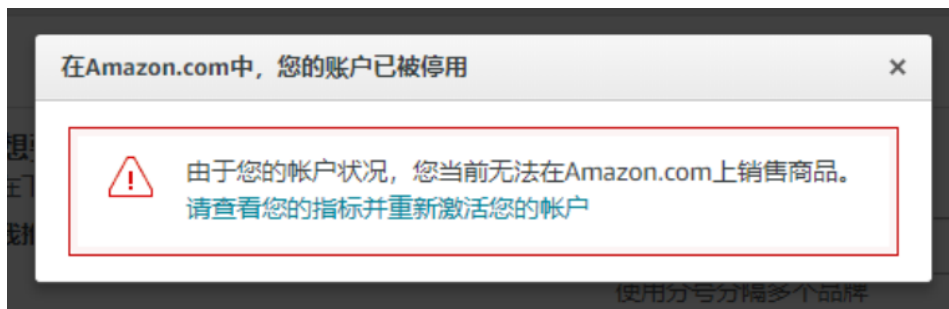 在Amazon.com中，您的账户已被停用
由于您的帐户状况，您当前无法在Amazon.com上销售商品。
请查看您的指标并重新激活您的帐户
使用分号分隔多个品牌